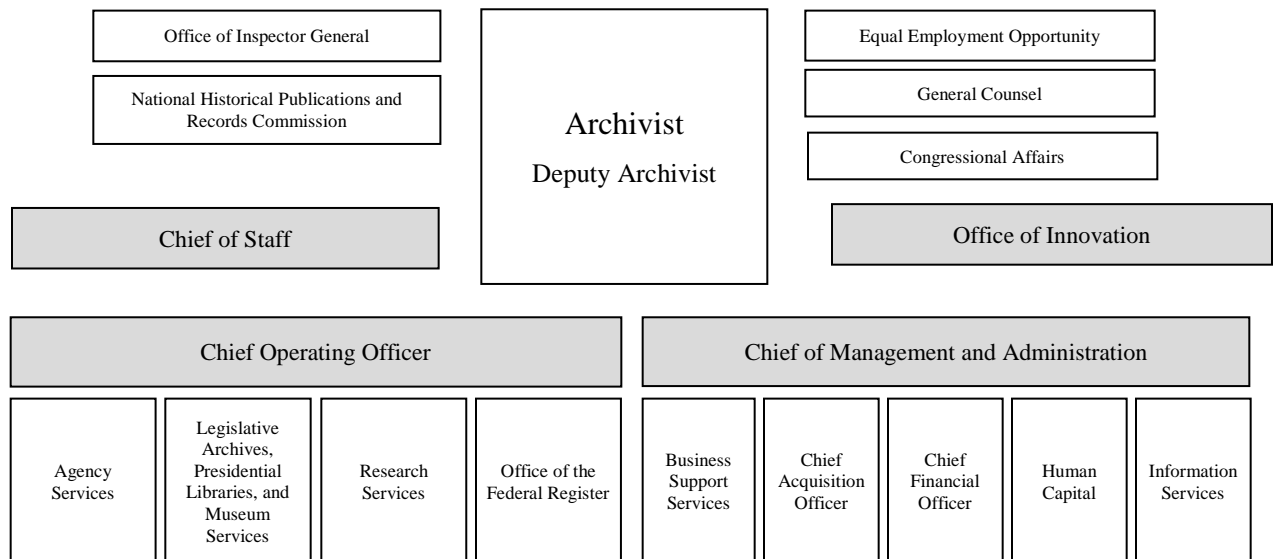 Office of Inspector General
National Historical Publications and
Records Commission
Archivist
Deputy Archivist
Equal Employment Opportunity
General Counsel
Congressional Affairs
Chief of Staff
Office of Innovation
Chief Operating Officer
Chief of Management and Administration
Agency
Services
Legislative
Archives,
Presidential
Libraries, and
Museum
Services
Research
Services
Office of the
Federal Register
Business
Support
Services
Chief
Acquisition
Officer
Chief
Financial
Officer
Human
Capital
Information
Services